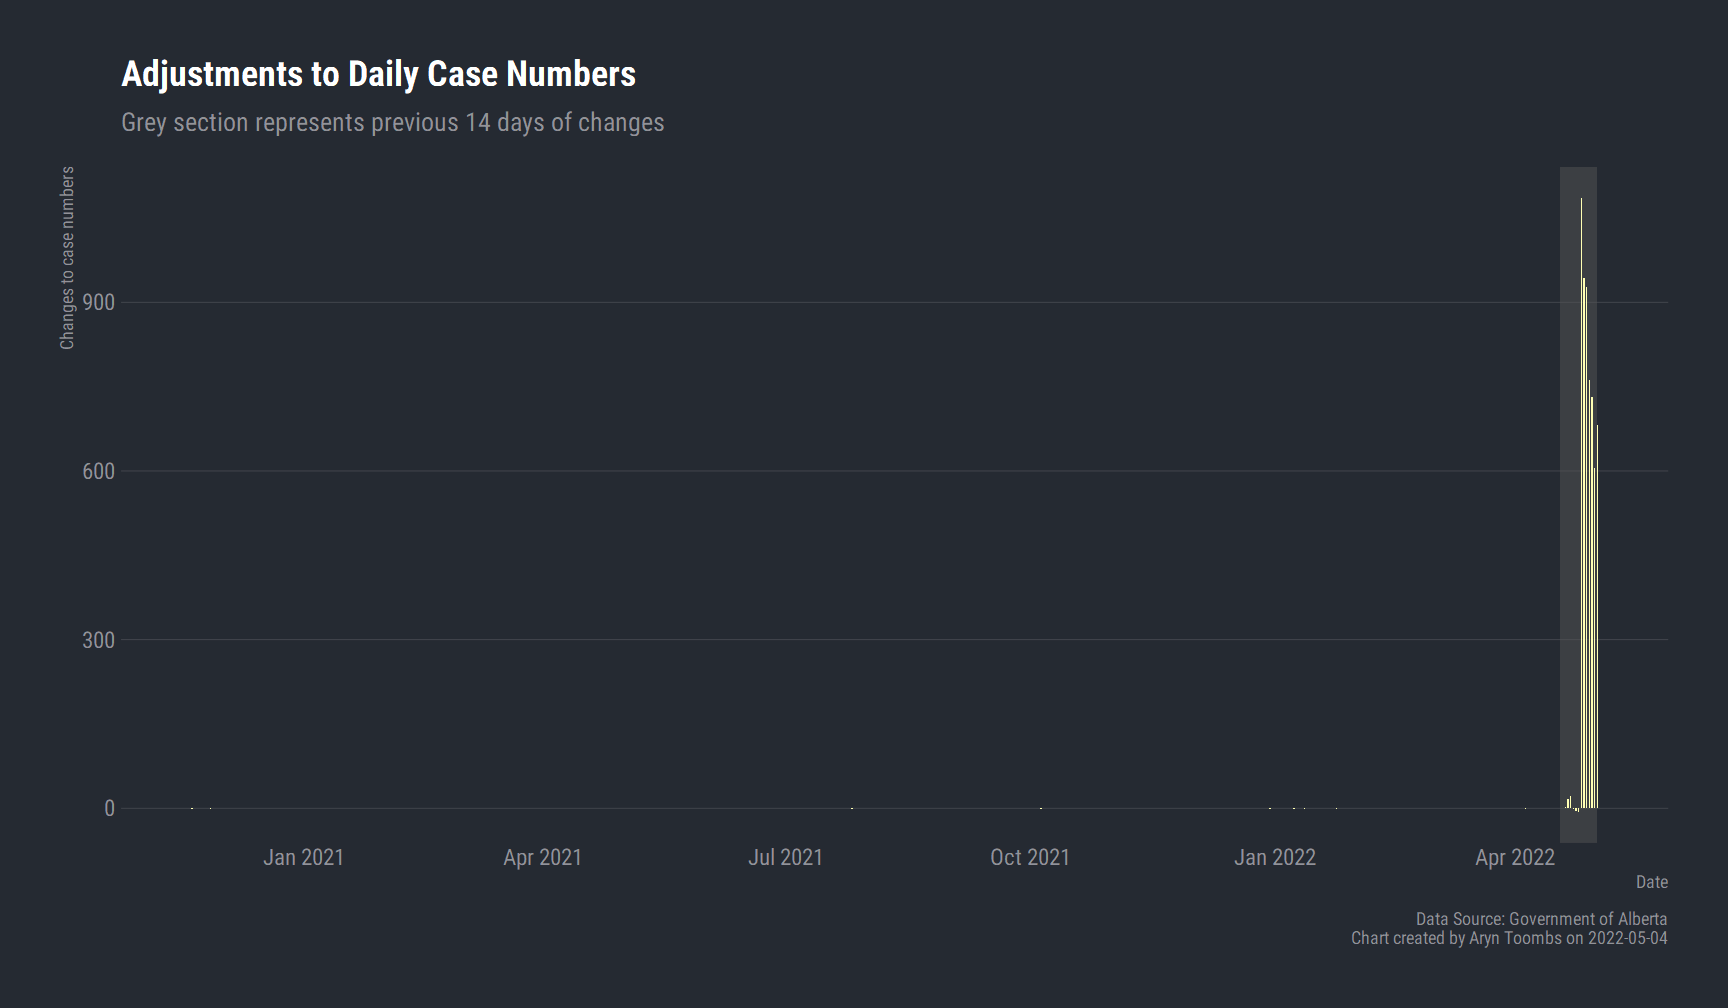 Adjustments to Daily Case Numbers
Grey section represents previous 14 days of changes
Changes to case numbers
900
600
300
0
Jan 2021
Apr 2021
Jul 2021
Oct 2021
Jan 2022
Apr 2022
Date
Data Source: Government of Alberta
Chart created by Aryn Toombs on 2022-05-04